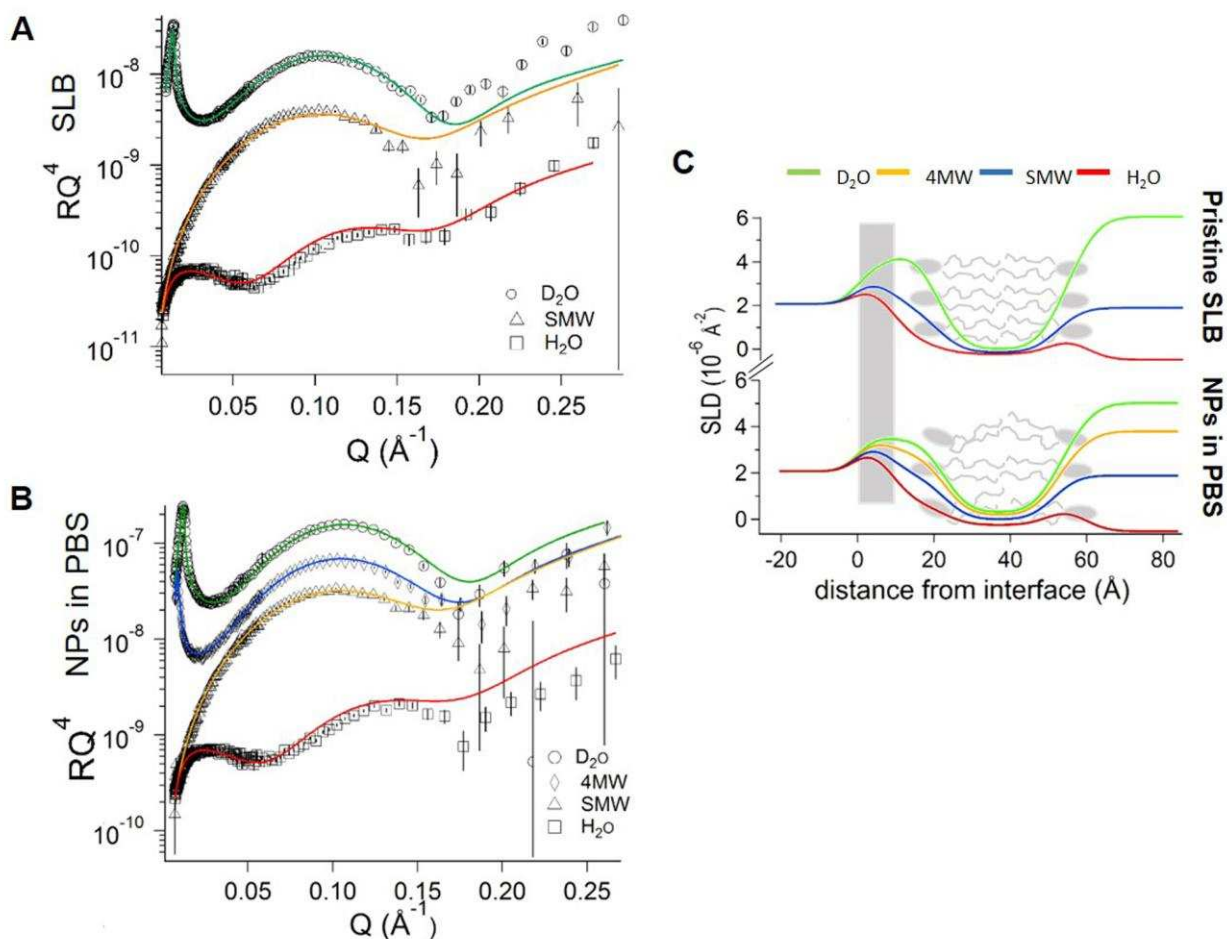 A
RQ⁴ SLB
10⁻⁸
10⁻⁹
10⁻¹⁰
10⁻¹¹
D₂O
SMW
H₂O
0.05 0.10 0.15 0.20 0.25
Q (Å⁻¹)
B
RQ⁴ NPs in PBS
10⁻⁷
10⁻⁸
10⁻⁹
10⁻¹⁰
D₂O
4MW
SMW
H₂O
0.05 0.10 0.15 0.20 0.25
Q (Å⁻¹)
C
D₂O 4MW SMW H₂O
SLD (10⁻⁶ Å⁻²)
6
4
2
0
6
4
2
0
Pristine SLB
NPs in PBS
-20 0 20 40 60 80
distance from interface (Å)